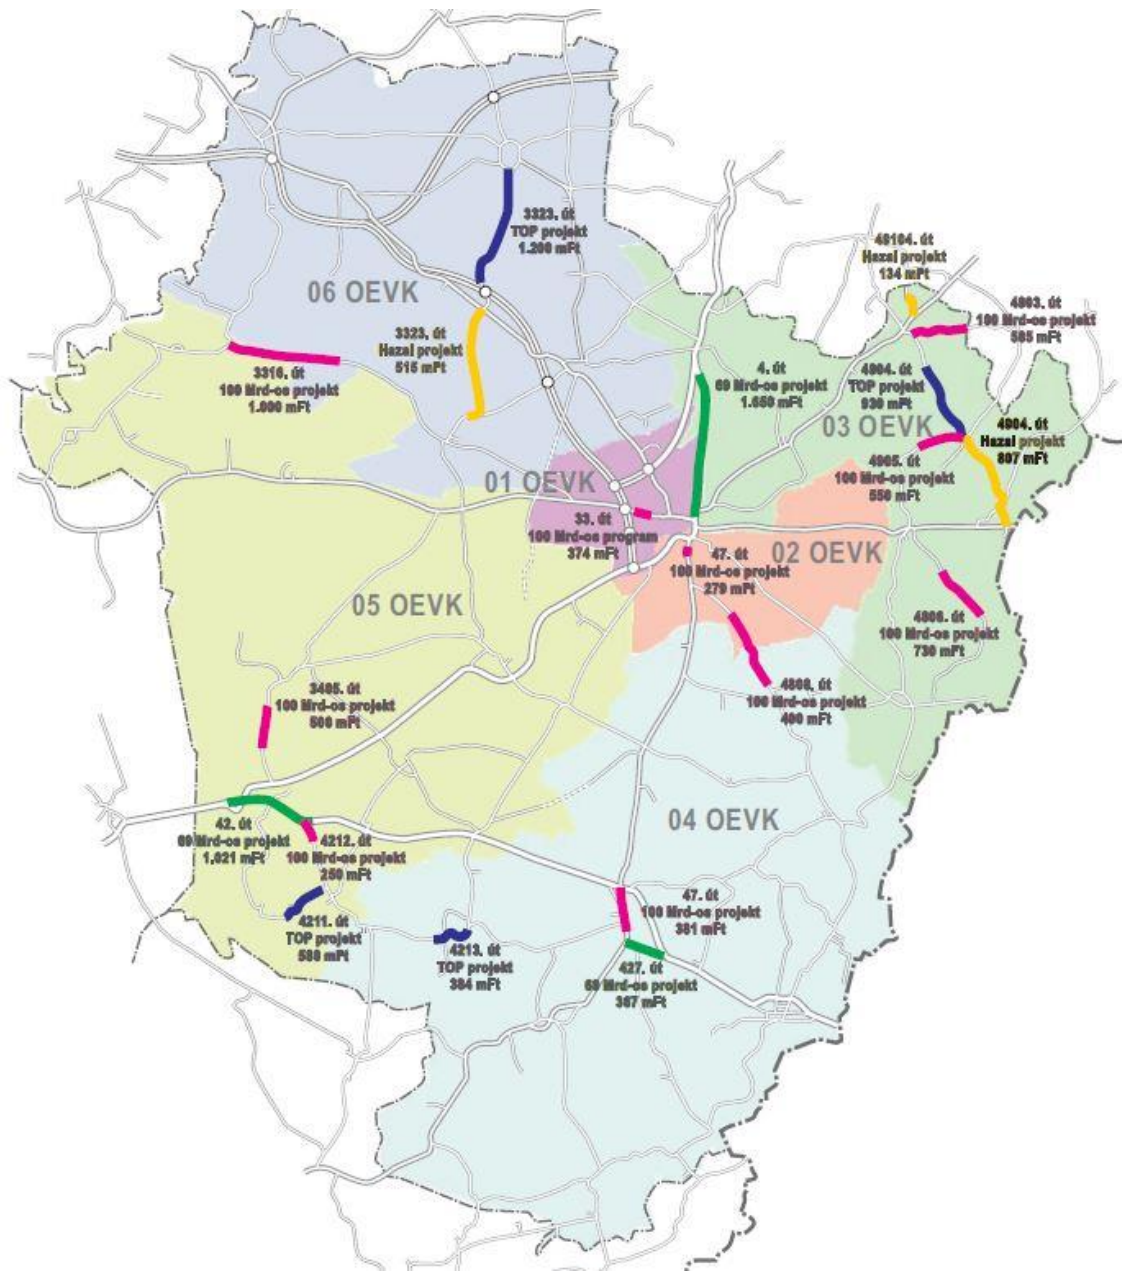 3323. út
TOP projekt
1.200 mFt
49104. út
Hazai projekt
134 mFt
06 OEVK
4803. út
100 Mrd-os projekt
585 mFt
3323. út
Hazai projekt
515 mFt
3316. út
100 Mrd-os projekt
1.000 mFt
4. út
69 Mrd-os projekt
1.650 mFt
4904. út
TOP projekt
930 mFt
03 OEVK
4904. út
Hazai projekt
807 mFt
4905. út
100 Mrd-os projekt
550 mFt
01 OEVK
33. út
100 Mrd-os program
374 mFt
02 OEVK
47. út
100 Mrd-os projekt
279 mFt
05 OEVK
4806. út
100 Mrd-os projekt
730 mFt
4808. út
100 Mrd-os projekt
400 mFt
3405. út
100 Mrd-os projekt
500 mFt
04 OEVK
42. út
69 Mrd-os projekt
1.021 mFt
4212. út
100 Mrd-os projekt
250 mFt
4211. út
TOP projekt
580 mFt
4213. út
TOP projekt
384 mFt
47. út
100 Mrd-os projekt
381 mFt
427. út
69 Mrd-os projekt
367 mFt